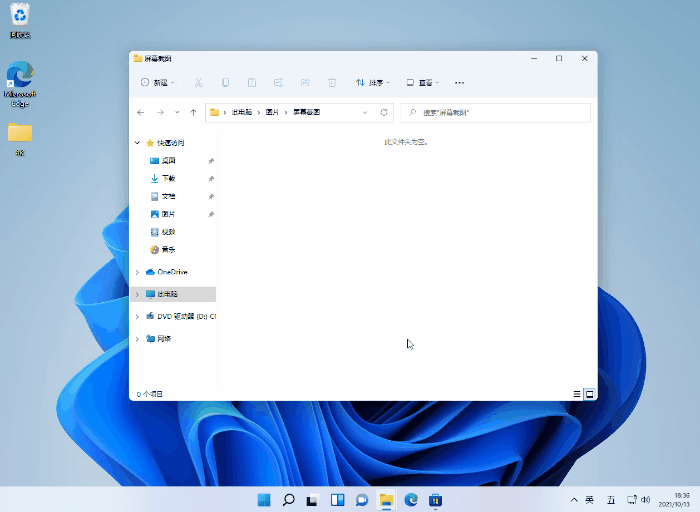 回收站
屏幕截图
新建
排序
查看
Microsoft Edge
此电脑 > 图片 > 屏幕截图
搜索"屏幕截图"
4K
快速访问
此文件夹为空。
桌面
下载
文档
图片
视频
音乐
OneDrive
此电脑
DVD 驱动器 (D:) C
网络
0 个项目
英
五
18:36
2021/10/13